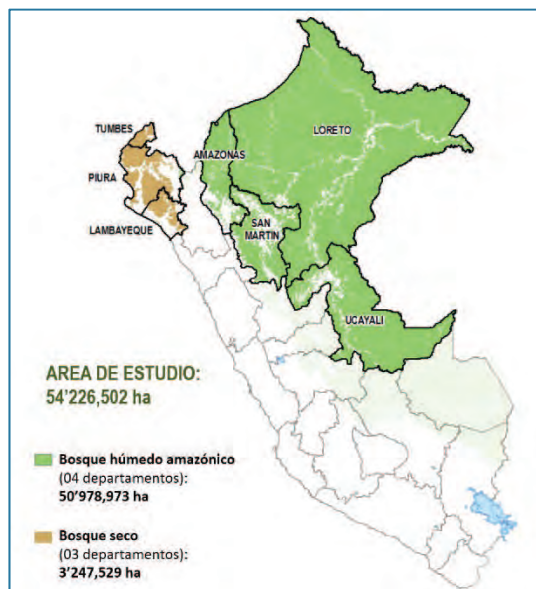 TUMBES
PIURA
LAMBAYEQUE
AMAZONAS
LORETO
SAN
MARTIN
UCAYALI
AREA DE ESTUDIO:
54'226,502 ha
Bosque húmedo amazónico
(04 departamentos):
50'978,973 ha
Bosque seco
(03 departamentos):
3'247,529 ha